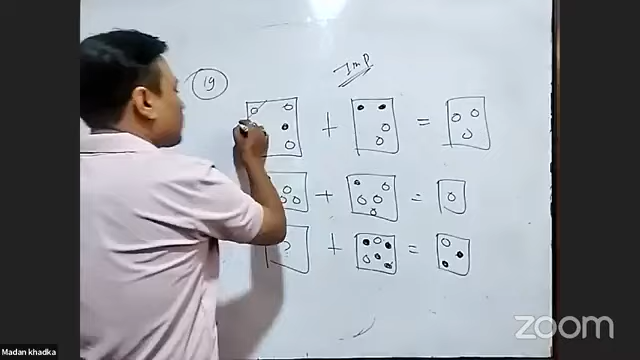 19
Imp
+ =
+ =
? + =
zoom
Madan khadka